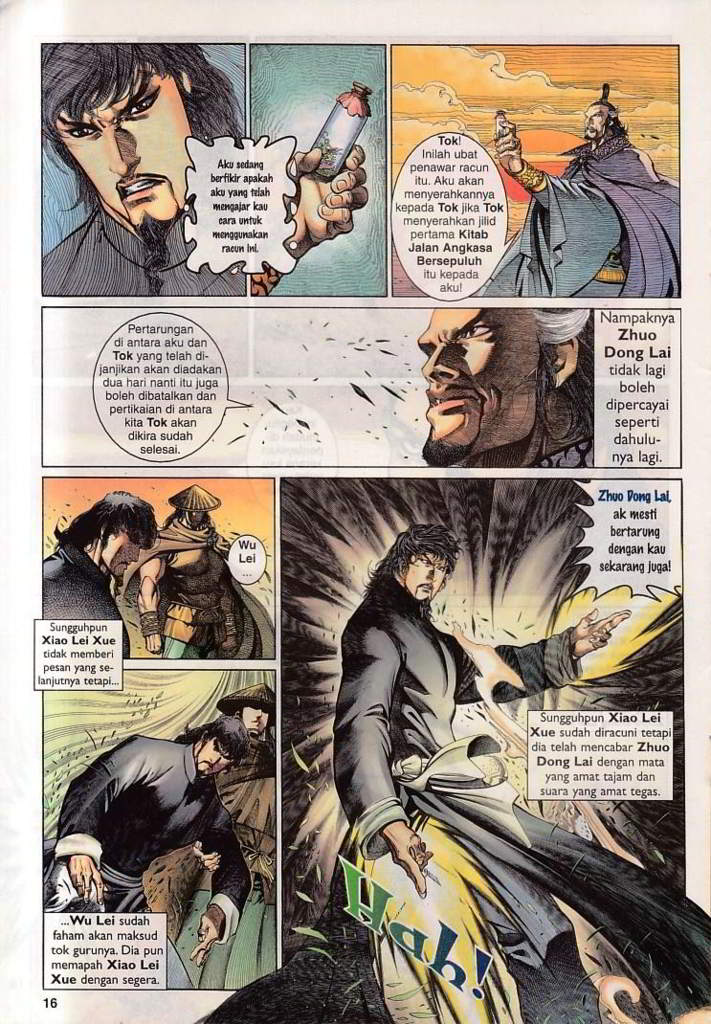 Aku sedang
berfikir apakah
aku yang telah
mengajar kau
cara untuk
menggunakan
racun ini.
Tok!
Inilah ubat
penawar racun
itu. Aku akan
menyerahkannya
kepada Tok jika Tok
menyerahkan jilid
pertama Kitab
Jalan Angkasa
Bersepuluh
itu kepada
aku!
Pertarungan
di antara aku dan
Tok yang telah di-
janjikan akan diadakan
dua hari nanti itu juga
boleh dibatalkan dan
pertikaian di antara
kita Tok akan
dikira sudah
selesai.
Nampaknya
Zhuo
Dong Lai
tidak lagi
boleh
dipercayai
seperti
dahulu-
nya lagi.
Wu
Lei
...
Sungguhpun
Xiao Lei Xue
tidak memberi
pesan yang se-
lanjutnya tetapi...
...Wu Lei sudah
faham akan maksud
tok gurunya. Dia pun
memapah Xiao Lei
Xue dengan segera.
Zhuo Dong Lai,
ak mesti
bertarung
dengan kau
sekarang juga!
Sungguhpun Xiao Lei
Xue sudah diracuni tetapi
dia telah mencabar Zhuo
Dong Lai dengan mata
yang amat tajam dan
suara yang amat tegas.
Hah!
16